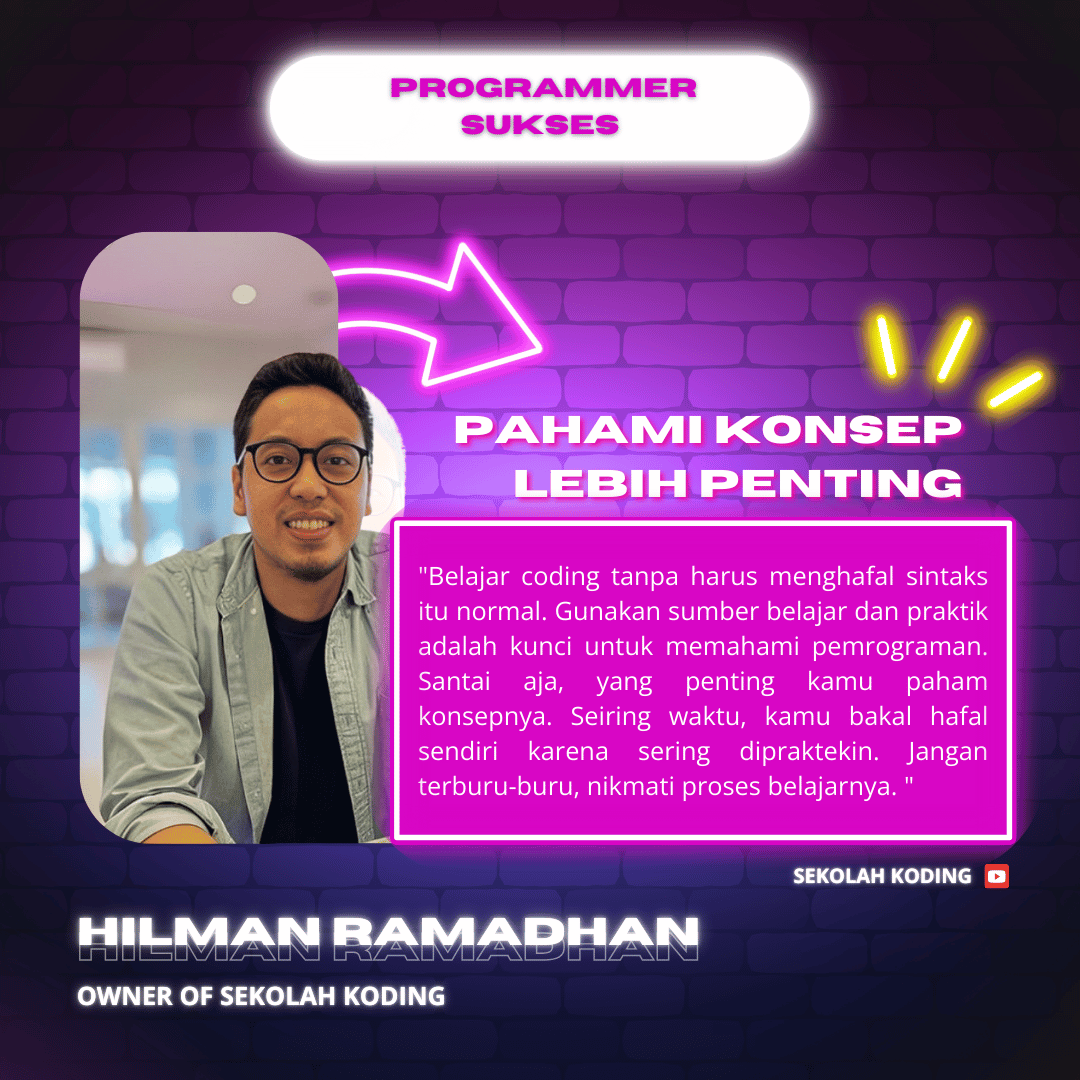 PROGRAMMER
SUKSES
PAHAMI KONSEP
LEBIH PENTING
"Belajar coding tanpa harus menghafal sintaks
itu normal. Gunakan sumber belajar dan praktik
adalah kunci untuk memahami pemrograman.
Santai aja, yang penting kamu paham
konsepnya. Seiring waktu, kamu bakal hafal
sendiri karena sering dipraktekin. Jangan
terburu-buru, nikmati proses belajarnya. "
SEKOLAH KODING
HILMAN RAMADHAN
OWNER OF SEKOLAH KODING